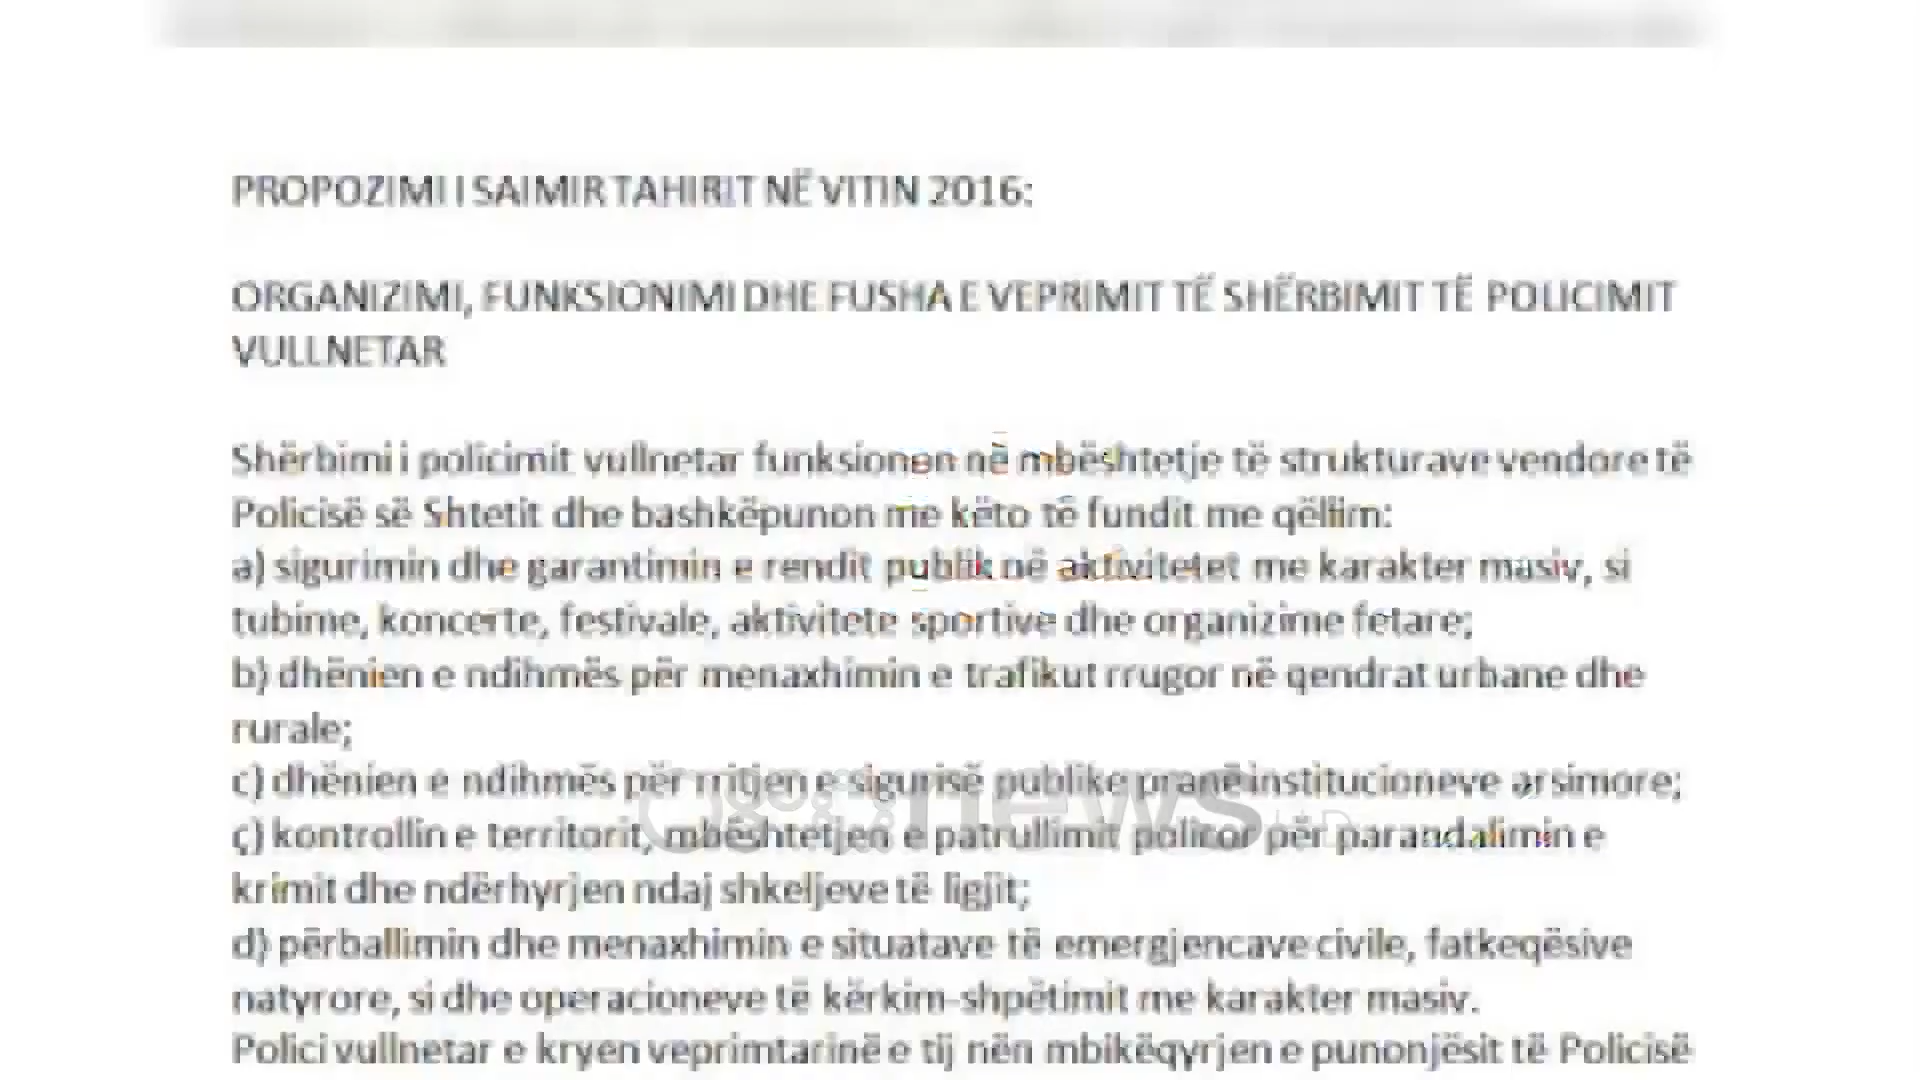 PROPOZIMI I SAIMIR TAHIRIT NË VITIN 2016:
ORGANIZIMI, FUNKSIONIMI DHE FUSHA E VEPRIMIT TË SHËRBIMIT TË POLICIMIT
VULLNETAR
Shërbimi i policimit vullnetar funksionon në mbështetje të strukturave vendore të
Policisë së Shtetit dhe bashkëpunon me këto të fundit me qëllim:
a) sigurimin dhe garantimin e rendit publik në aktivitetet me karakter masiv, si
tubime, koncerte, festivale, aktivitete sportive dhe organizime fetare;
b) dhënien e ndihmës për menaxhimin e trafikut rrugor në qendrat urbane dhe
rurale;
c) dhënien e ndihmës për rritjen e sigurisë publike pranë institucioneve arsimore;
ç) kontrollin e territorit, mbështetjen e patrullimit policor për parandalimin e
krimit dhe ndërhyrjen ndaj shkeljeve të ligjit;
d) përballimin dhe menaxhimin e situatave të emergjencave civile, fatkeqësive
natyrore, si dhe operacioneve të kërkim-shpëtimit me karakter masiv.
Polici vullnetar e kryen veprimtarinë e tij nën mbikëqyrjen e punonjësit të Policisë
news